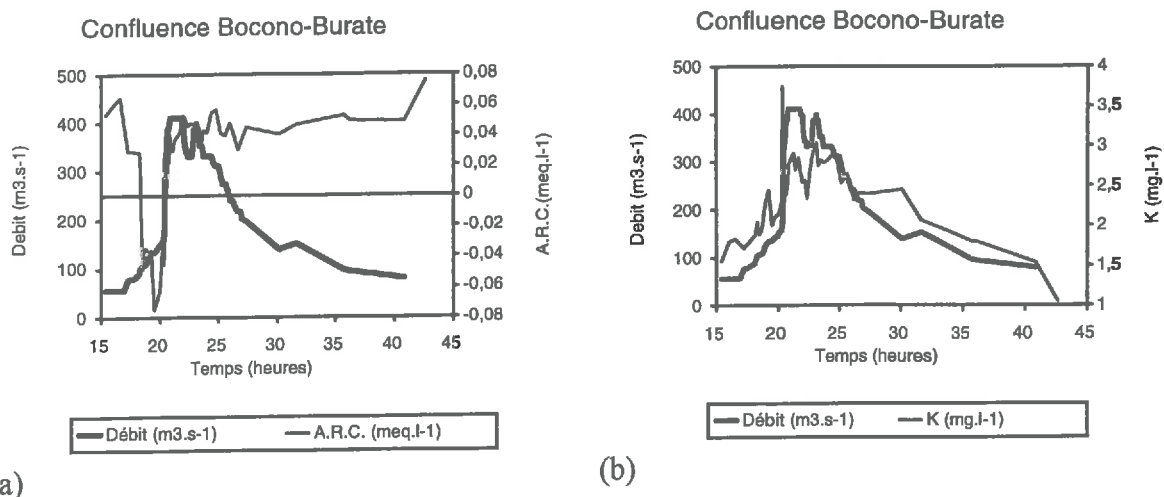 Confluence Bocono-Burate
500
400
300
200
100
0
Débit (m3.s-1)
0,08
0,06
0,04
0,02
0
-0,02
-0,04
-0,06
-0,08
A.R.C.(meq.l-1)
15 20 25 30 35 40 45
Temps (heures)
Débit (m3.s-1) A.R.C. (meq.l-1)
a)
Confluence Bocono-Burate
500
400
300
200
100
0
Débit (m3.s-1)
4
3,5
3
2,5
2
1,5
1
K (mg.l-1)
15 20 25 30 35 40 45
Temps (heures)
Débit (m3.s-1) K (mg.l-1)
(b)